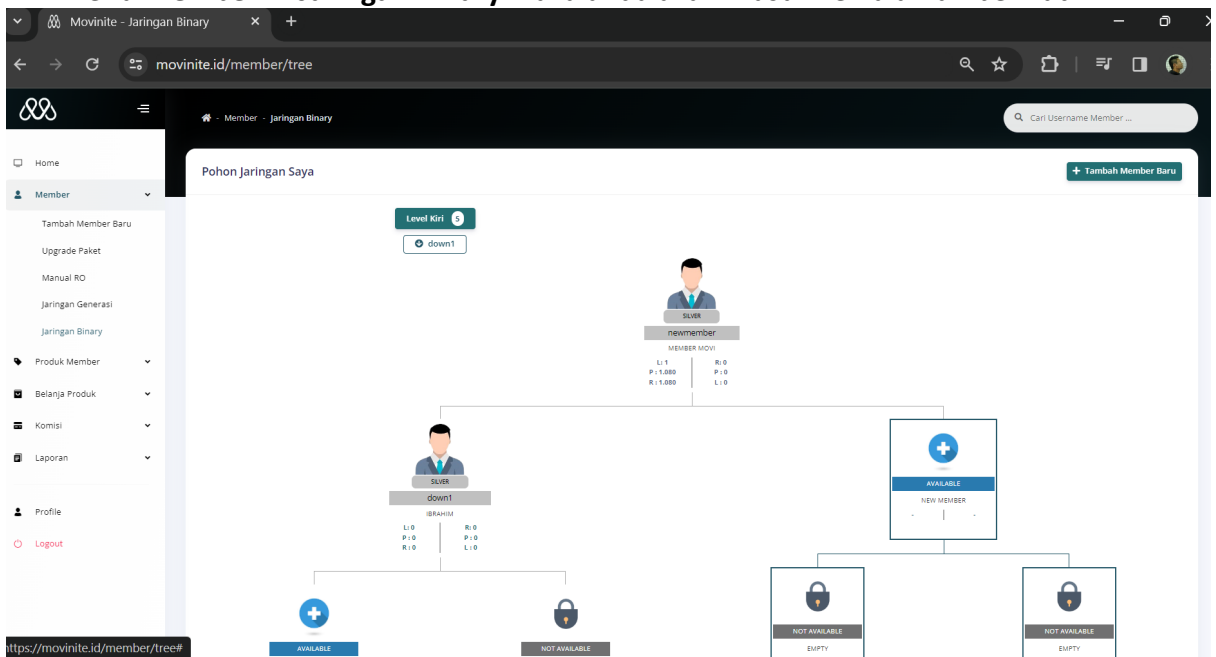 Movinite - Jaringan Binary
movinite.id/member/tree
Member - Jaringan Binary
Cari Username Member ...
Home
Member
Tambah Member Baru
Upgrade Paket
Manual RO
Jaringan Generasi
Jaringan Binary
Produk Member
Belanja Produk
Komisi
Laporan
Profile
Logout
Pohon Jaringan Saya
+ Tambah Member Baru
Level Kiri 5
down1
SILVER
newmember
MEMBER MOVI
L: 1 R: 0
P : 1.080 P : 0
R : 1.080 L : 0
SILVER
down1
IBRAHIM
L: 0 R: 0
P : 0 P : 0
R : 0 L : 0
AVAILABLE
NEW MEMBER
- -
AVAILABLE
NOT AVAILABLE
NOT AVAILABLE
EMPTY
NOT AVAILABLE
EMPTY
https://movinite.id/member/tree#